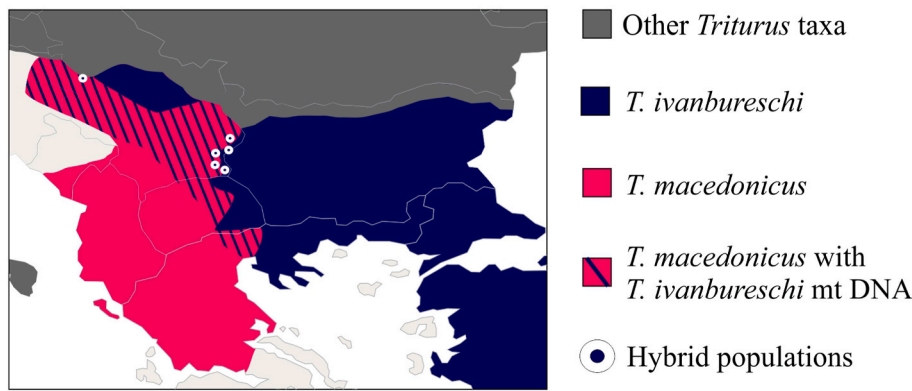 Other Triturus taxa
T. ivanbureschi
T. macedonicus
T. macedonicus with
T. ivanbureschi mt DNA
Hybrid populations